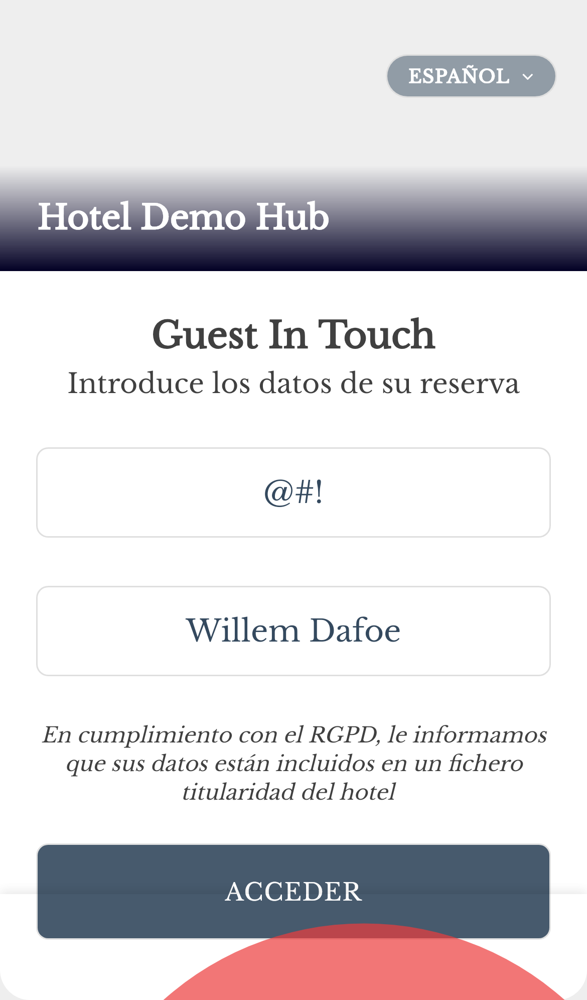 ESPAÑOL
Hotel Demo Hub
Guest In Touch
Introduce los datos de su reserva
@#!
Willem Dafoe
En cumplimiento con el RGPD, le informamos
que sus datos están incluidos en un fichero
titularidad del hotel
ACCEDER